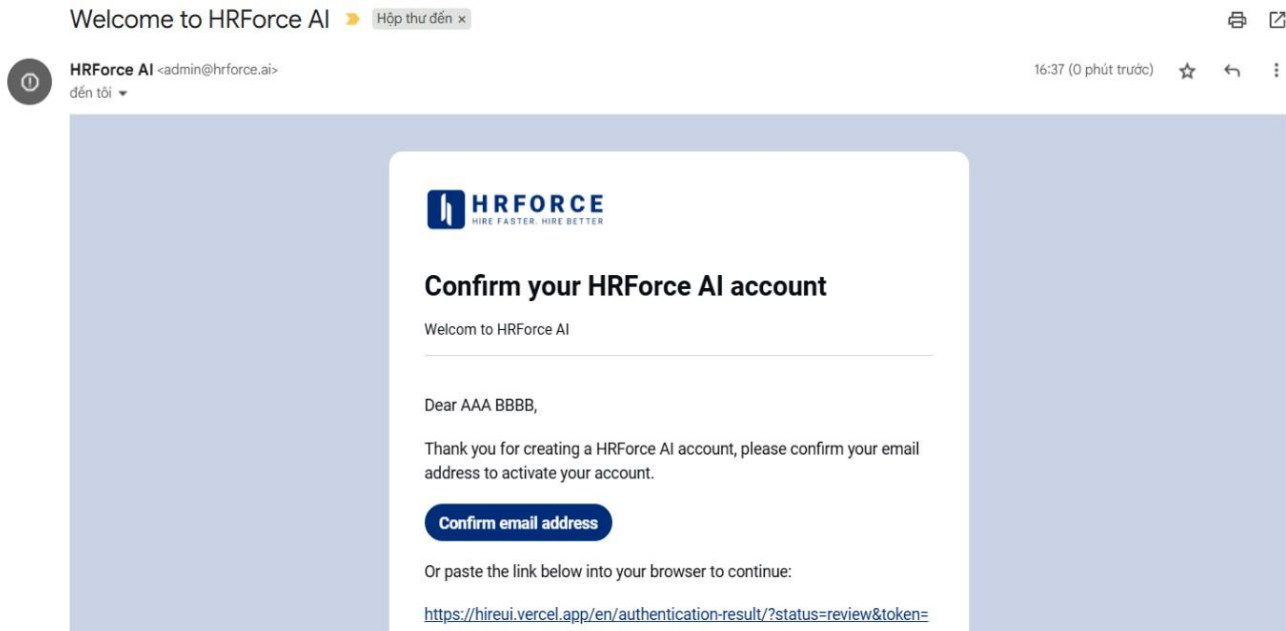 Welcome to HRForce AI Hộp thư đến ×
HRForce AI <admin@hrforce.ai> 16:37 (0 phút trước)
đến tôi
HRFORCE
HIRE FASTER. HIRE BETTER
Confirm your HRForce AI account
Welcom to HRForce AI
Dear AAA BBBB,
Thank you for creating a HRForce AI account, please confirm your email
address to activate your account.
Confirm email address
Or paste the link below into your browser to continue:
https://hireui.vercel.app/en/authentication-result/?status=review&token=